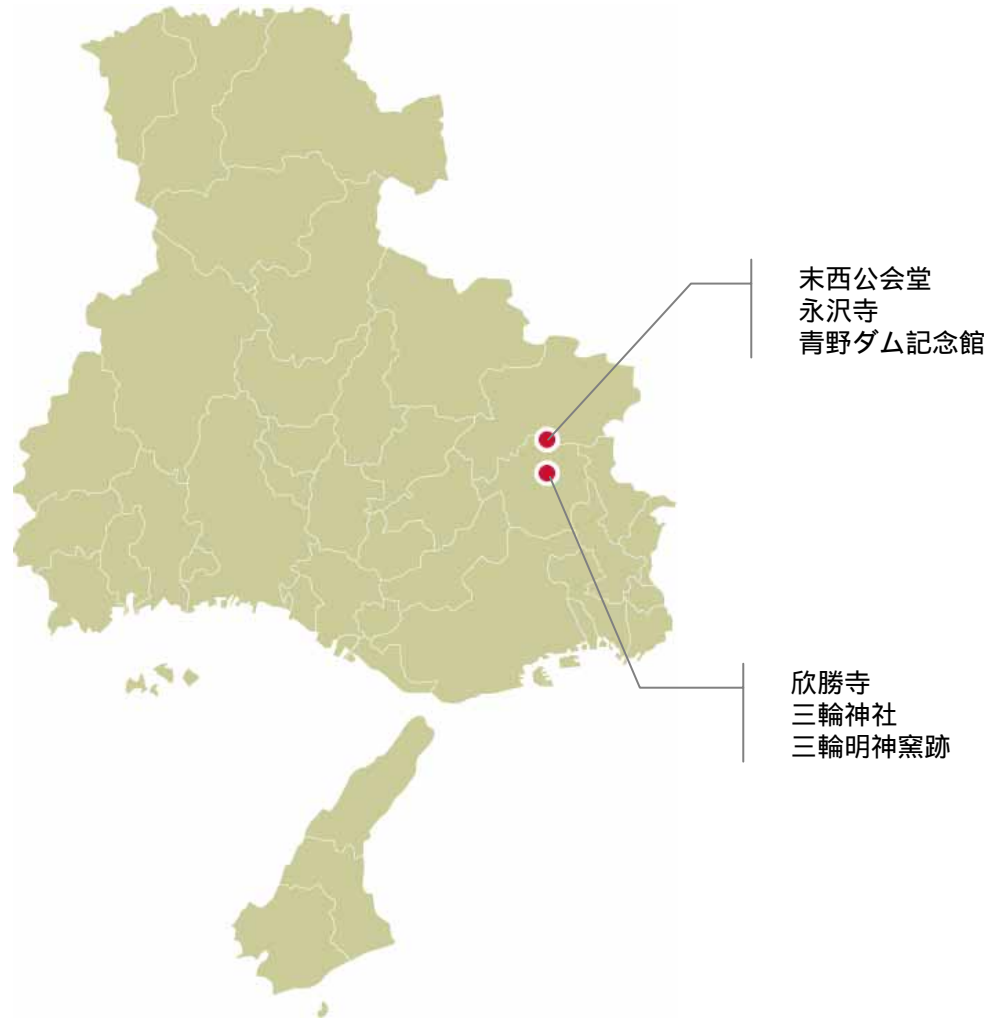 末西公会堂
永沢寺
青野ダム記念館
欣勝寺
三輪神社
三輪明神窯跡